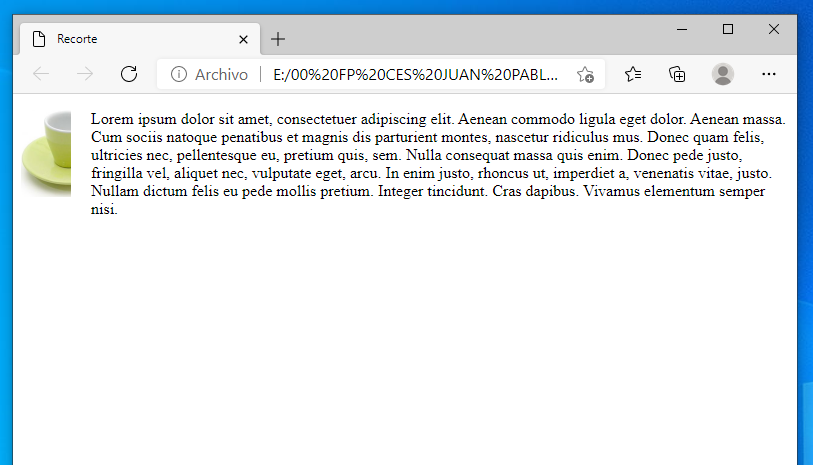 Recorte
Archivo
E:/00%20FP%20CES%20JUAN%20PABL...
Lorem ipsum dolor sit amet, consectetuer adipiscing elit. Aenean commodo ligula eget dolor. Aenean massa.
Cum sociis natoque penatibus et magnis dis parturient montes, nascetur ridiculus mus. Donec quam felis,
ultricies nec, pellentesque eu, pretium quis, sem. Nulla consequat massa quis enim. Donec pede justo,
fringilla vel, aliquet nec, vulputate eget, arcu. In enim justo, rhoncus ut, imperdiet a, venenatis vitae, justo.
Nullam dictum felis eu pede mollis pretium. Integer tincidunt. Cras dapibus. Vivamus elementum semper
nisi.